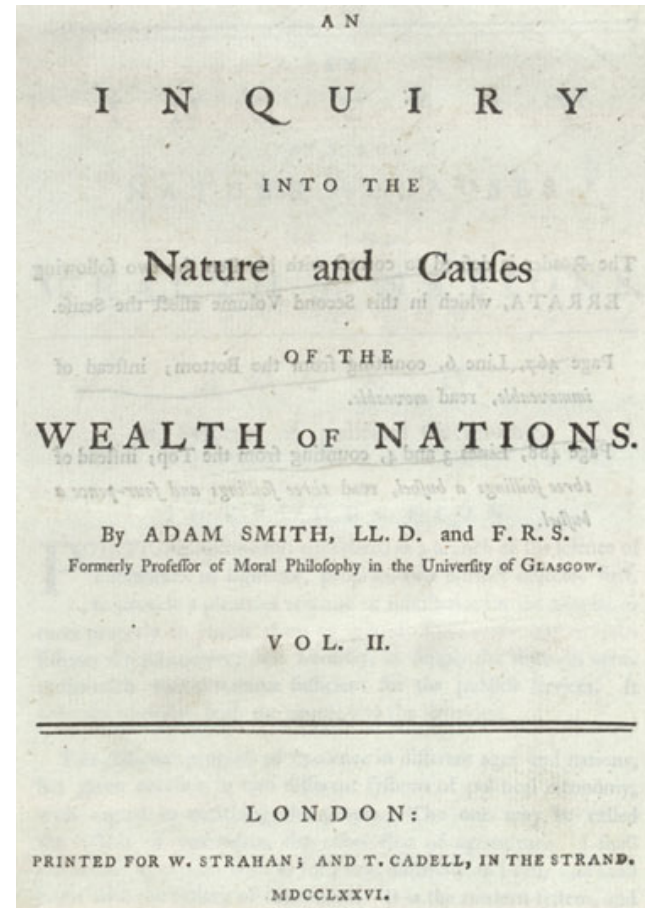 AN
INQUIRY
INTO THE
Nature and Cauſes
OF THE
WEALTH OF NATIONS.
By ADAM SMITH, LL. D. and F. R. S.
Formerly Profeſſor of Moral Philoſophy in the Univerſity of GLASGOW.
VOL. II.
LONDON:
PRINTED FOR W. STRAHAN; AND T. CADELL, IN THE STRAND.
MDCCLXXVI.